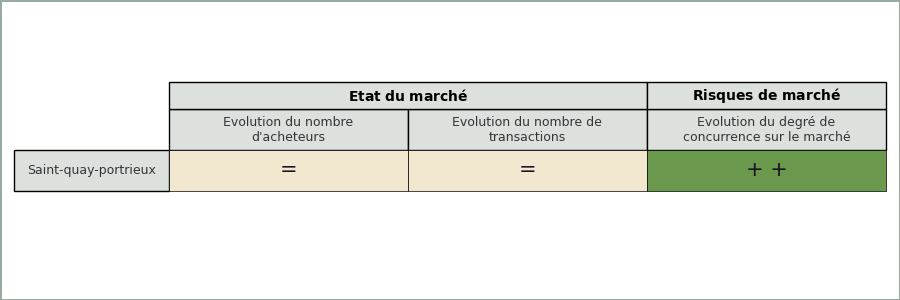 Etat du marché
Risques de marché
Evolution du nombre
d'acheteurs
Evolution du nombre de
transactions
Evolution du degré de
concurrence sur le marché
Saint-quay-portrieux
=
=
+ +